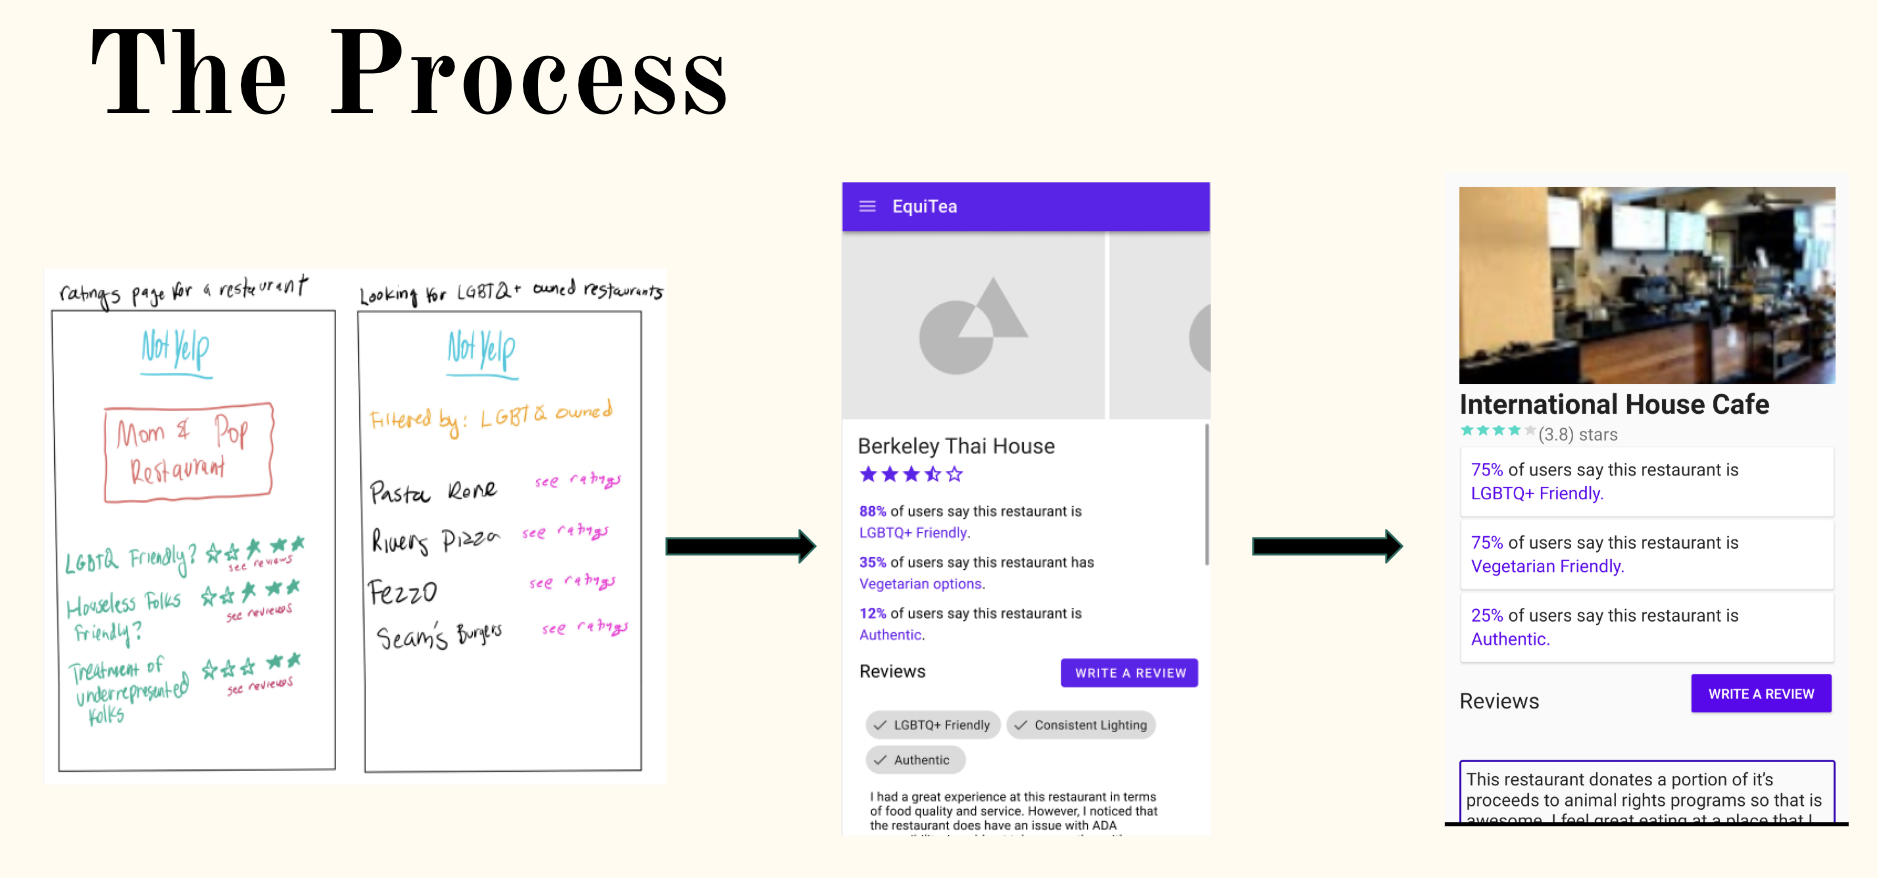 The Process
ratings page for a restaurant
Not Yelp
Mom & Pop
Restaurant
LGBTQ Friendly?
see reviews
Houseless Folks
Friendly?
see reviews
Treatment of
underrepresented
folks
see reviews
Looking for LGBTQ+ owned restaurants
Not Yelp
Filtered by: LGBTQ owned
Pasta Rone see ratings
Rivers Pizza see ratings
Fezzo see ratings
Seam's Burgers see ratings
EquiTea
Berkeley Thai House
88% of users say this restaurant is
LGBTQ+ Friendly.
35% of users say this restaurant has
Vegetarian options.
12% of users say this restaurant is
Authentic.
Reviews WRITE A REVIEW
LGBTQ+ Friendly Consistent Lighting
Authentic
I had a great experience at this restaurant in terms
of food quality and service. However, I noticed that
the restaurant does have an issue with ADA
International House Cafe
(3.8) stars
75% of users say this restaurant is
LGBTQ+ Friendly.
75% of users say this restaurant is
Vegetarian Friendly.
25% of users say this restaurant is
Authentic.
Reviews WRITE A REVIEW
This restaurant donates a portion of it's
proceeds to animal rights programs so that is
awesome. I feel great eating at a place that I